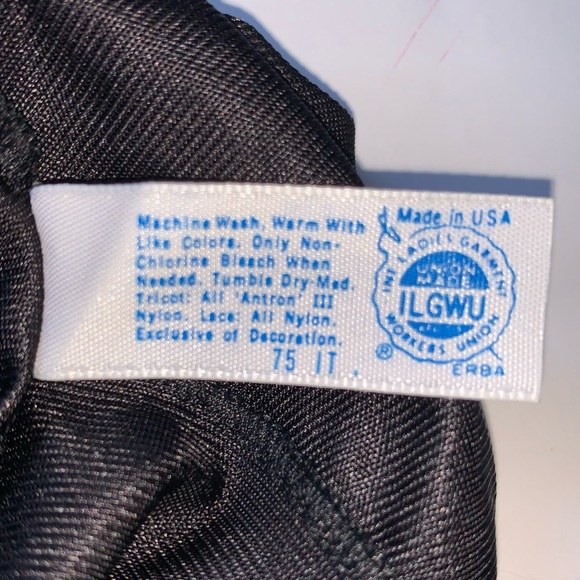 Machine Wash, Warm With
Like Colors. Only Non-
Chlorine Bleach When
Needed. Tumble Dry-Med.
Tricot: All 'Antron' III
Nylon. Lace: All Nylon.
Exclusive of Decoration.
75 IT .
Made in USA
INT. LADIES GARMENT
UNION
MADE
ILGWU
WORKERS UNION
®
ERBA